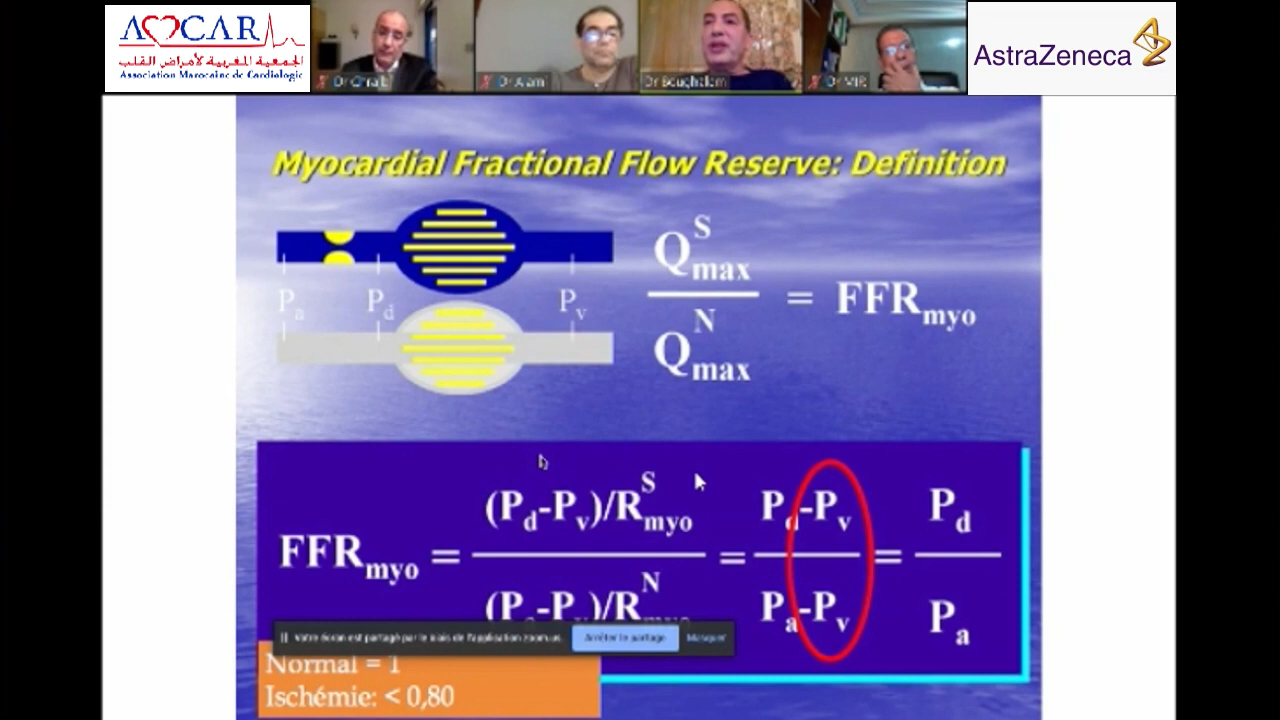 AMCAR
الجمعية المغربية لأمراض القلب
Association Marocaine de Cardiologie
Dr Chraibi
Dr Alami
Dr Boughalem
AstraZeneca
Myocardial Fractional Flow Reserve: Definition
P_a P_d P_v
Q^S_max / Q^N_max = FFR_myo
FFR_myo = (P_d-P_v)/R^S_myo / (P_a-P_v)/R^N_myo = P_d-P_v / P_a-P_v = P_d / P_a
Votre écran est partagé par le biais de l'application zoom.us. Arrêter le partage Masquer
Normal = 1
Ischémie: < 0,80